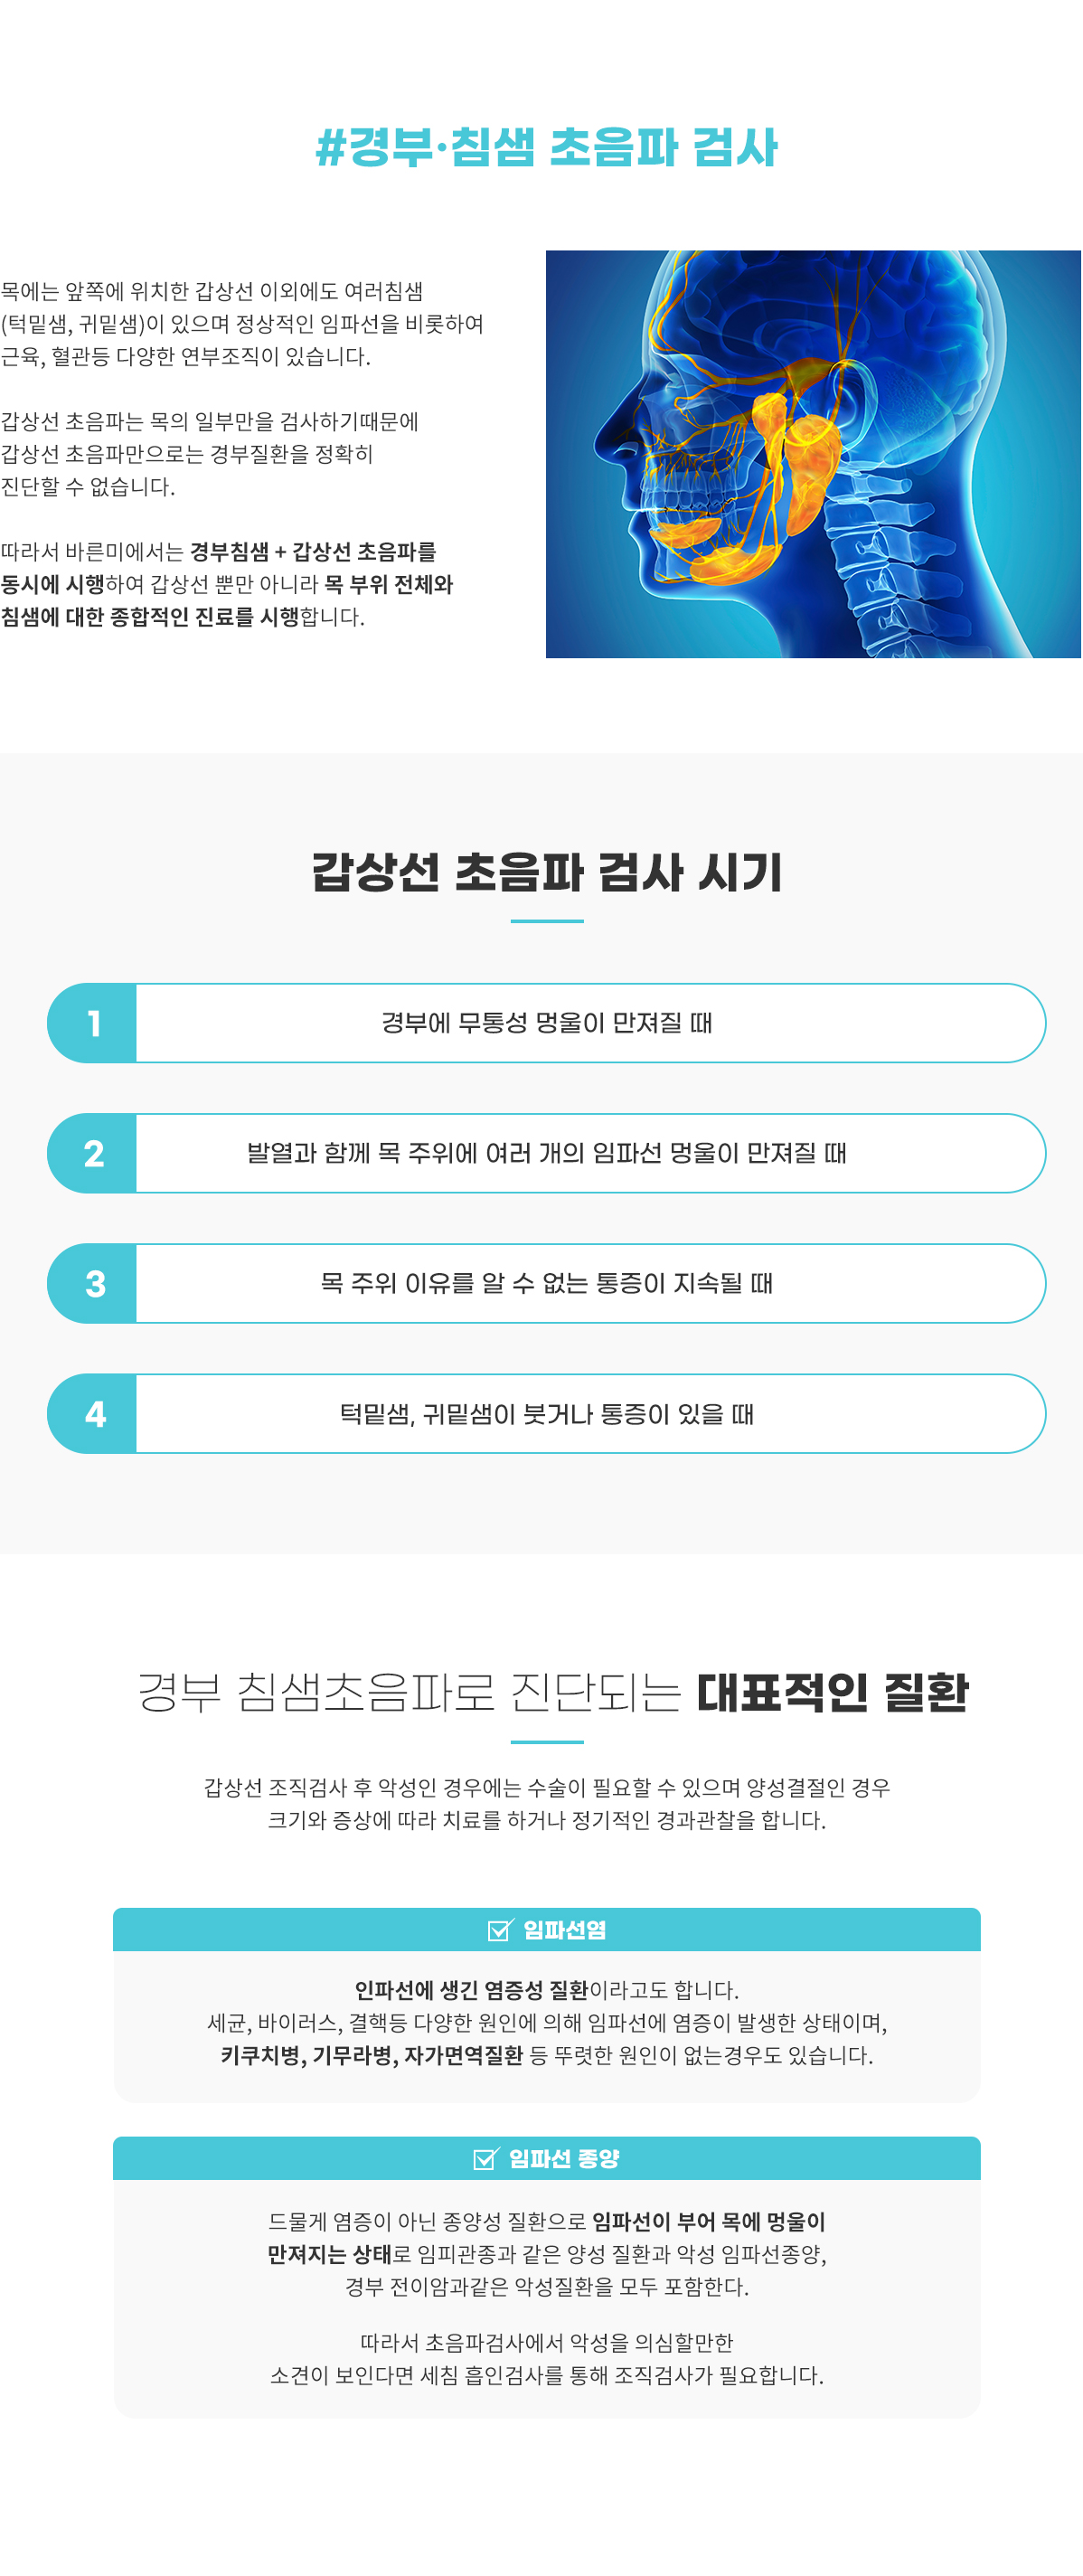 #경부·침샘 초음파 검사
목에는 앞쪽에 위치한 갑상선 이외에도 여러침샘
(턱밑샘, 귀밑샘)이 있으며 정상적인 임파선을 비롯하여
근육, 혈관등 다양한 연부조직이 있습니다.
갑상선 초음파는 목의 일부만을 검사하기때문에
갑상선 초음파만으로는 경부질환을 정확히
진단할 수 없습니다.
따라서 바른미에서는 경부침샘 + 갑상선 초음파를
동시에 시행하여 갑상선 뿐만 아니라 목 부위 전체와
침샘에 대한 종합적인 진료를 시행합니다.
갑상선 초음파 검사 시기
1 경부에 무통성 멍울이 만져질 때
2 발열과 함께 목 주위에 여러 개의 임파선 멍울이 만져질 때
3 목 주위 이유를 알 수 없는 통증이 지속될 때
4 턱밑샘, 귀밑샘이 붓거나 통증이 있을 때
경부 침샘초음파로 진단되는 대표적인 질환
갑상선 조직검사 후 악성인 경우에는 수술이 필요할 수 있으며 양성결절인 경우
크기와 증상에 따라 치료를 하거나 정기적인 경과관찰을 합니다.
임파선염
인파선에 생긴 염증성 질환이라고도 합니다.
세균, 바이러스, 결핵등 다양한 원인에 의해 임파선에 염증이 발생한 상태이며,
키쿠치병, 기무라병, 자가면역질환 등 뚜렷한 원인이 없는경우도 있습니다.
임파선 종양
드물게 염증이 아닌 종양성 질환으로 임파선이 부어 목에 멍울이
만져지는 상태로 임피관종과 같은 양성 질환과 악성 임파선종양,
경부 전이암과같은 악성질환을 모두 포함한다.
따라서 초음파검사에서 악성을 의심할만한
소견이 보인다면 세침 흡인검사를 통해 조직검사가 필요합니다.